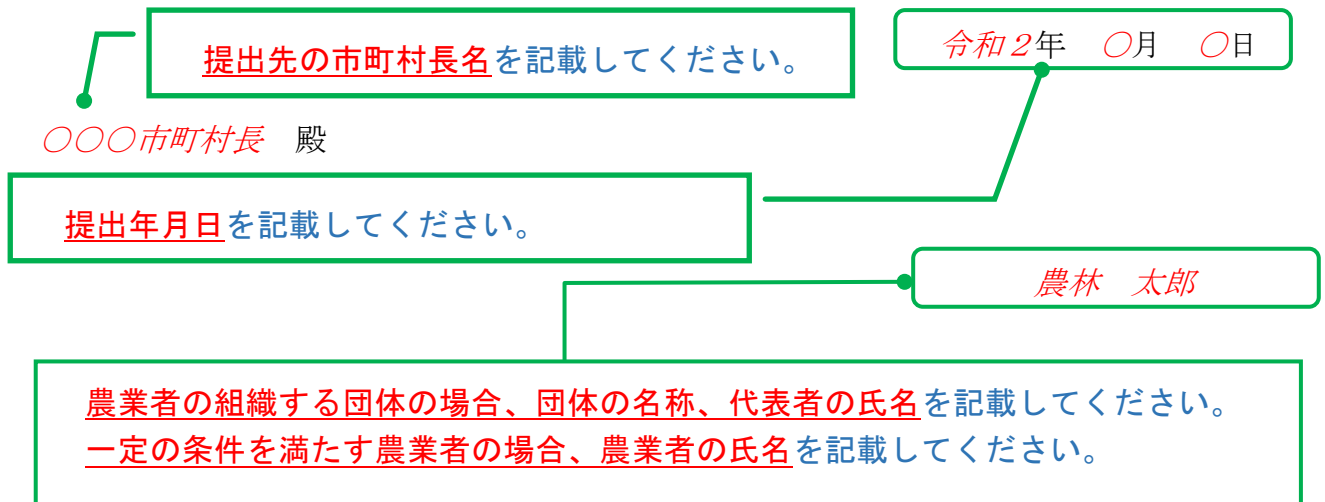 提出先の市町村長名を記載してください。
令和２年　○月　○日
○○○市町村長　殿
提出年月日を記載してください。
農林　太郎
農業者の組織する団体の場合、団体の名称、代表者の氏名を記載してください。
一定の条件を満たす農業者の場合、農業者の氏名を記載してください。